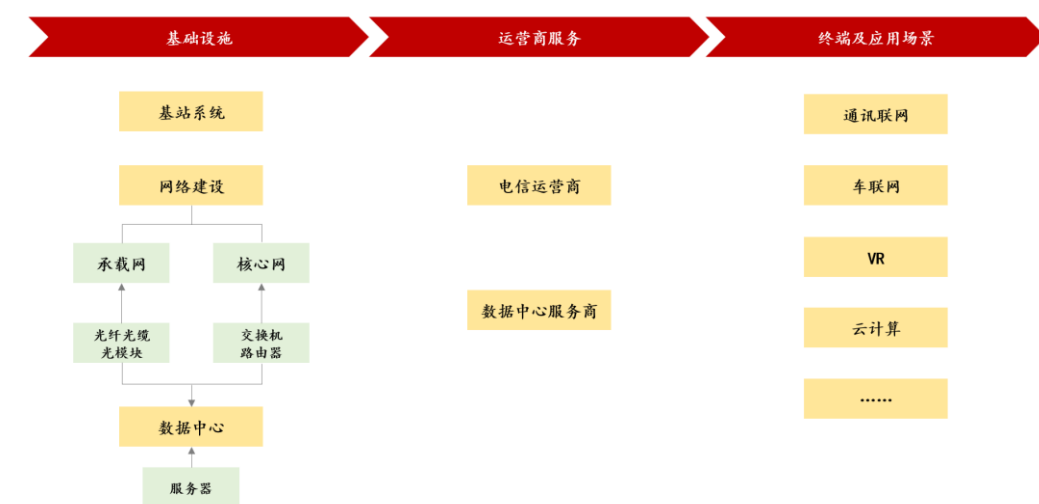 基础设施
运营商服务
终端及应用场景
基站系统
网络建设
承载网
核心网
光纤光缆
光模块
交换机
路由器
数据中心
服务器
电信运营商
数据中心服务商
通讯联网
车联网
VR
云计算
……